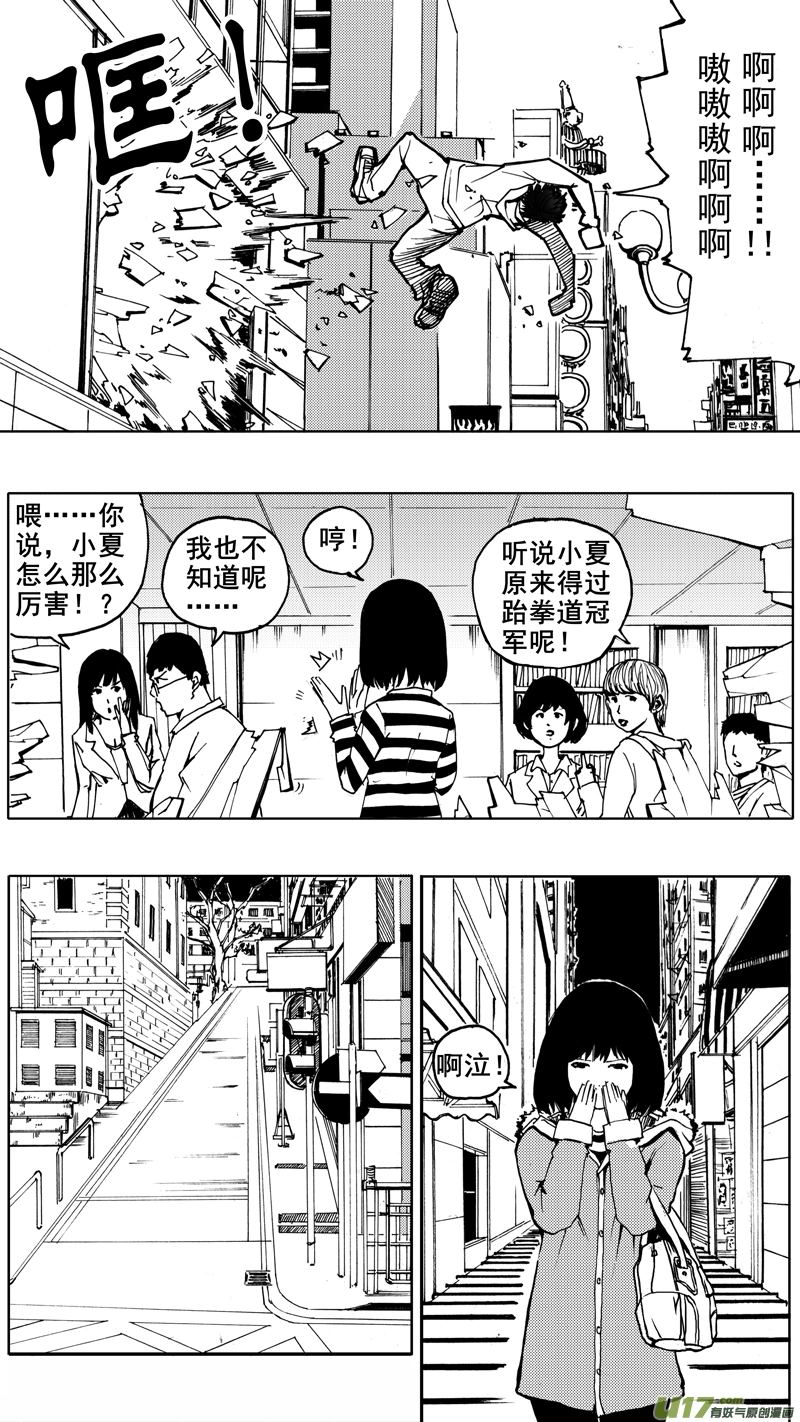 哐！
啊啊啊……！！
嗷嗷嗷啊啊啊
喂……你
说，小夏
怎么那么
厉害！？
我也不
知道呢
……
哼！
听说小夏
原来得过
跆拳道冠
军呢！
啊泣！
U17.com
有妖气原创漫画